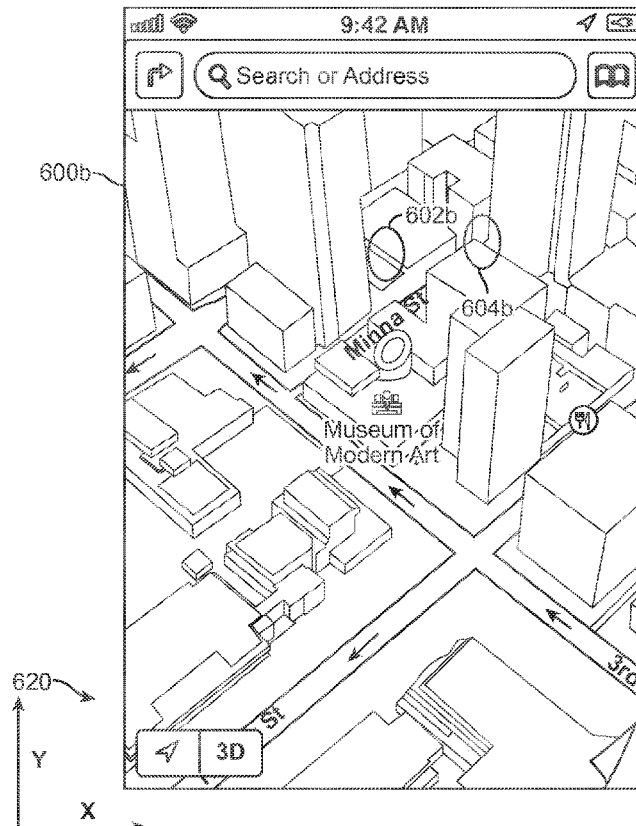 9:42 AM
Search or Address
600b
602b
604b
Minna St
Museum of
Modern Art
3rd
620
St
3D
Y
X